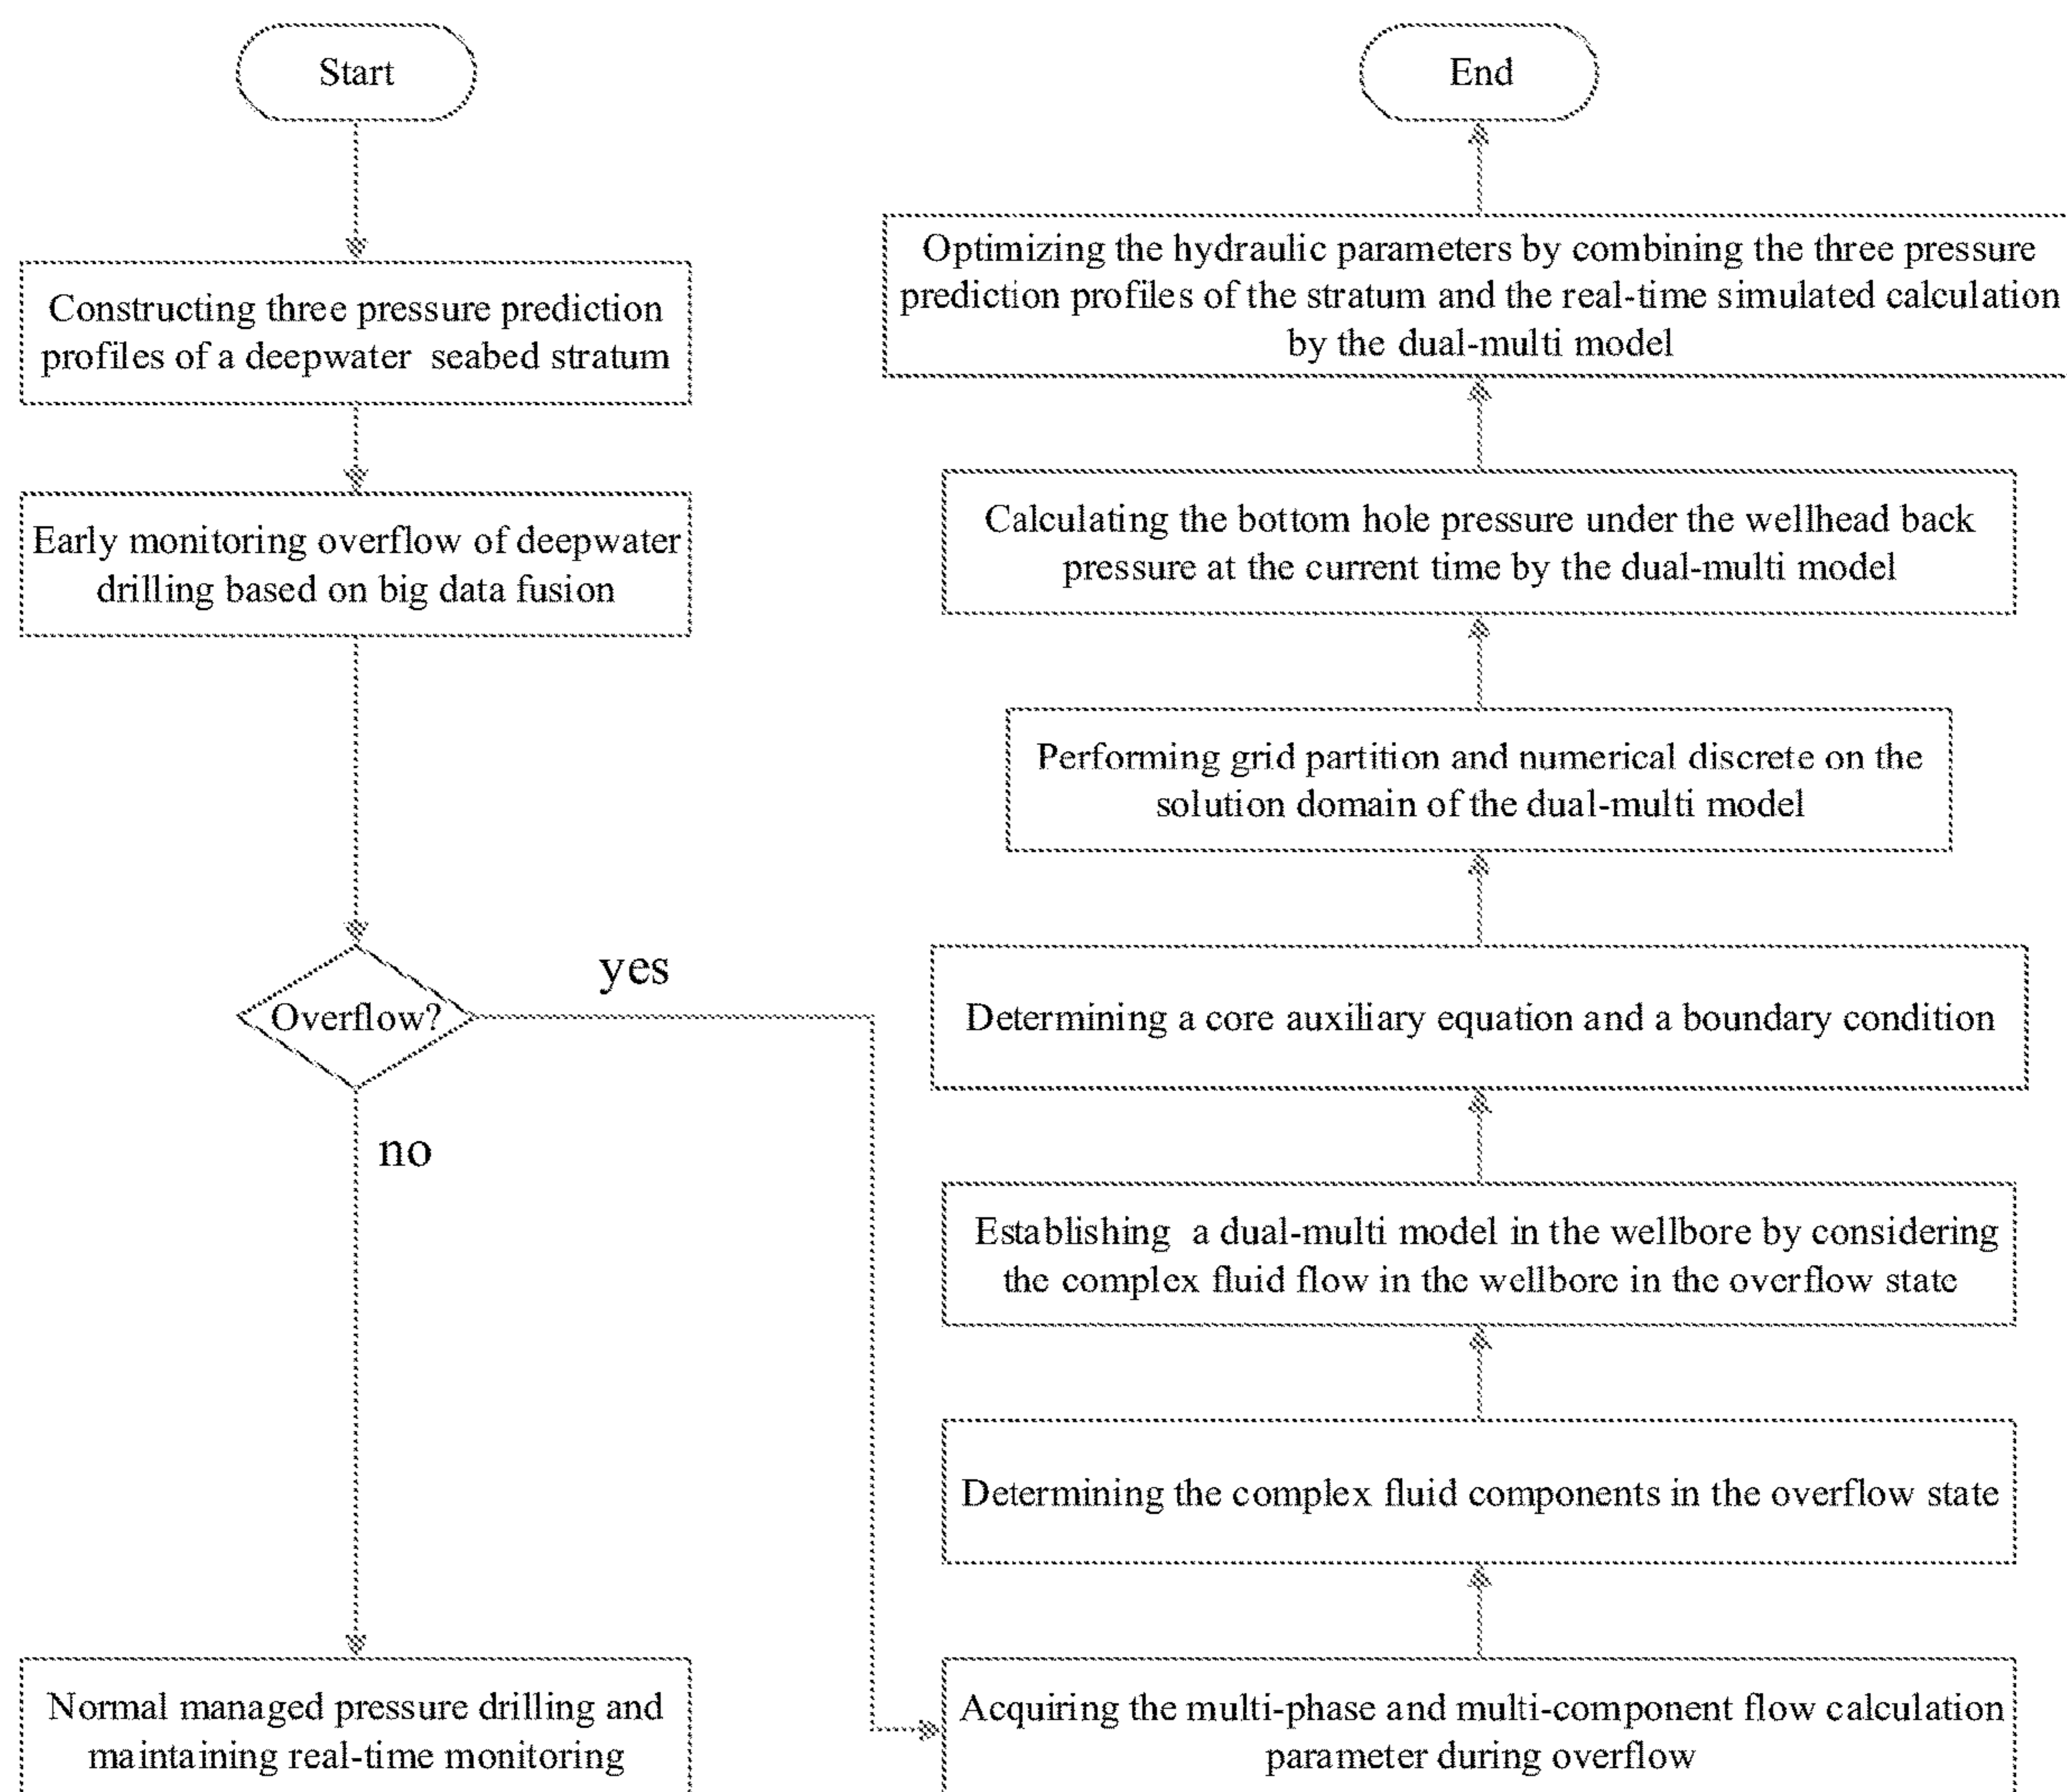 Start
Constructing three pressure prediction
profiles of a deepwater seabed stratum
Early monitoring overflow of deepwater
drilling based on big data fusion
Overflow?
yes
no
Normal managed pressure drilling and
maintaining real-time monitoring
Acquiring the multi-phase and multi-component flow calculation
parameter during overflow
Determining the complex fluid components in the overflow state
Establishing a dual-multi model in the wellbore by considering
the complex fluid flow in the wellbore in the overflow state
Determining a core auxiliary equation and a boundary condition
Performing grid partition and numerical discrete on the
solution domain of the dual-multi model
Calculating the bottom hole pressure under the wellhead back
pressure at the current time by the dual-multi model
Optimizing the hydraulic parameters by combining the three pressure
prediction profiles of the stratum and the real-time simulated calculation
by the dual-multi model
End